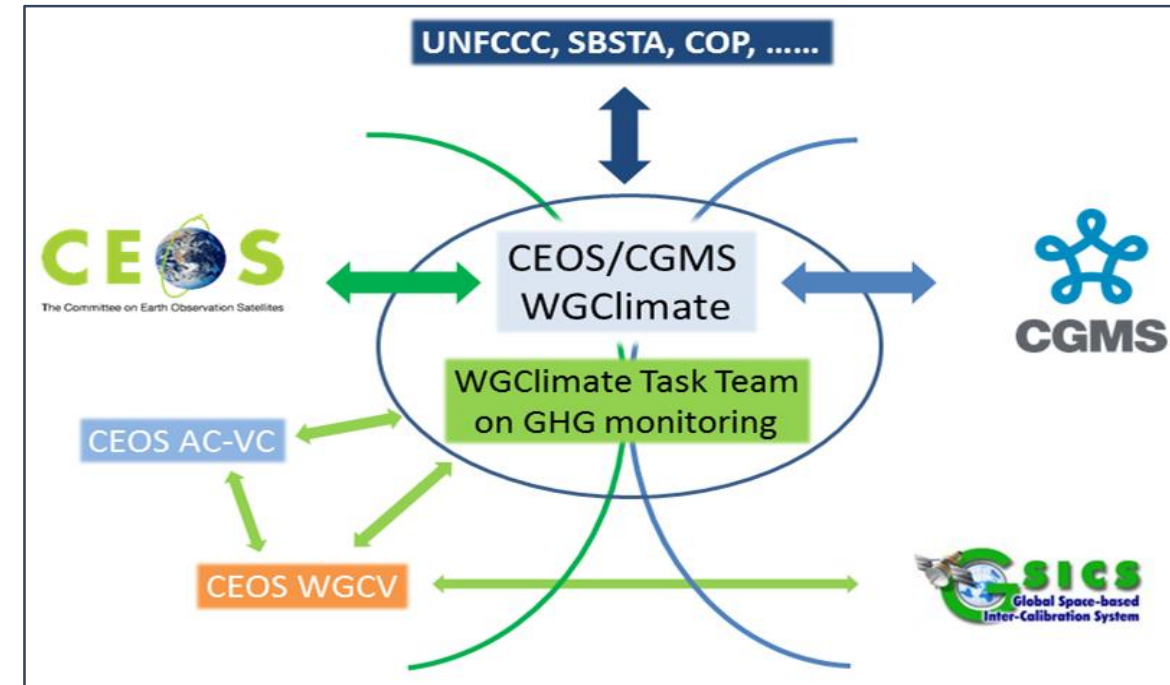 UNFCCC, SBSTA, COP, ......
CEOS
The Committee on Earth Observation Satellites
CEOS/CGMS
WGClimate
CGMS
WGClimate Task Team
on GHG monitoring
CEOS AC-VC
CEOS WGCV
GSICS
Global Space-based
Inter-Calibration System